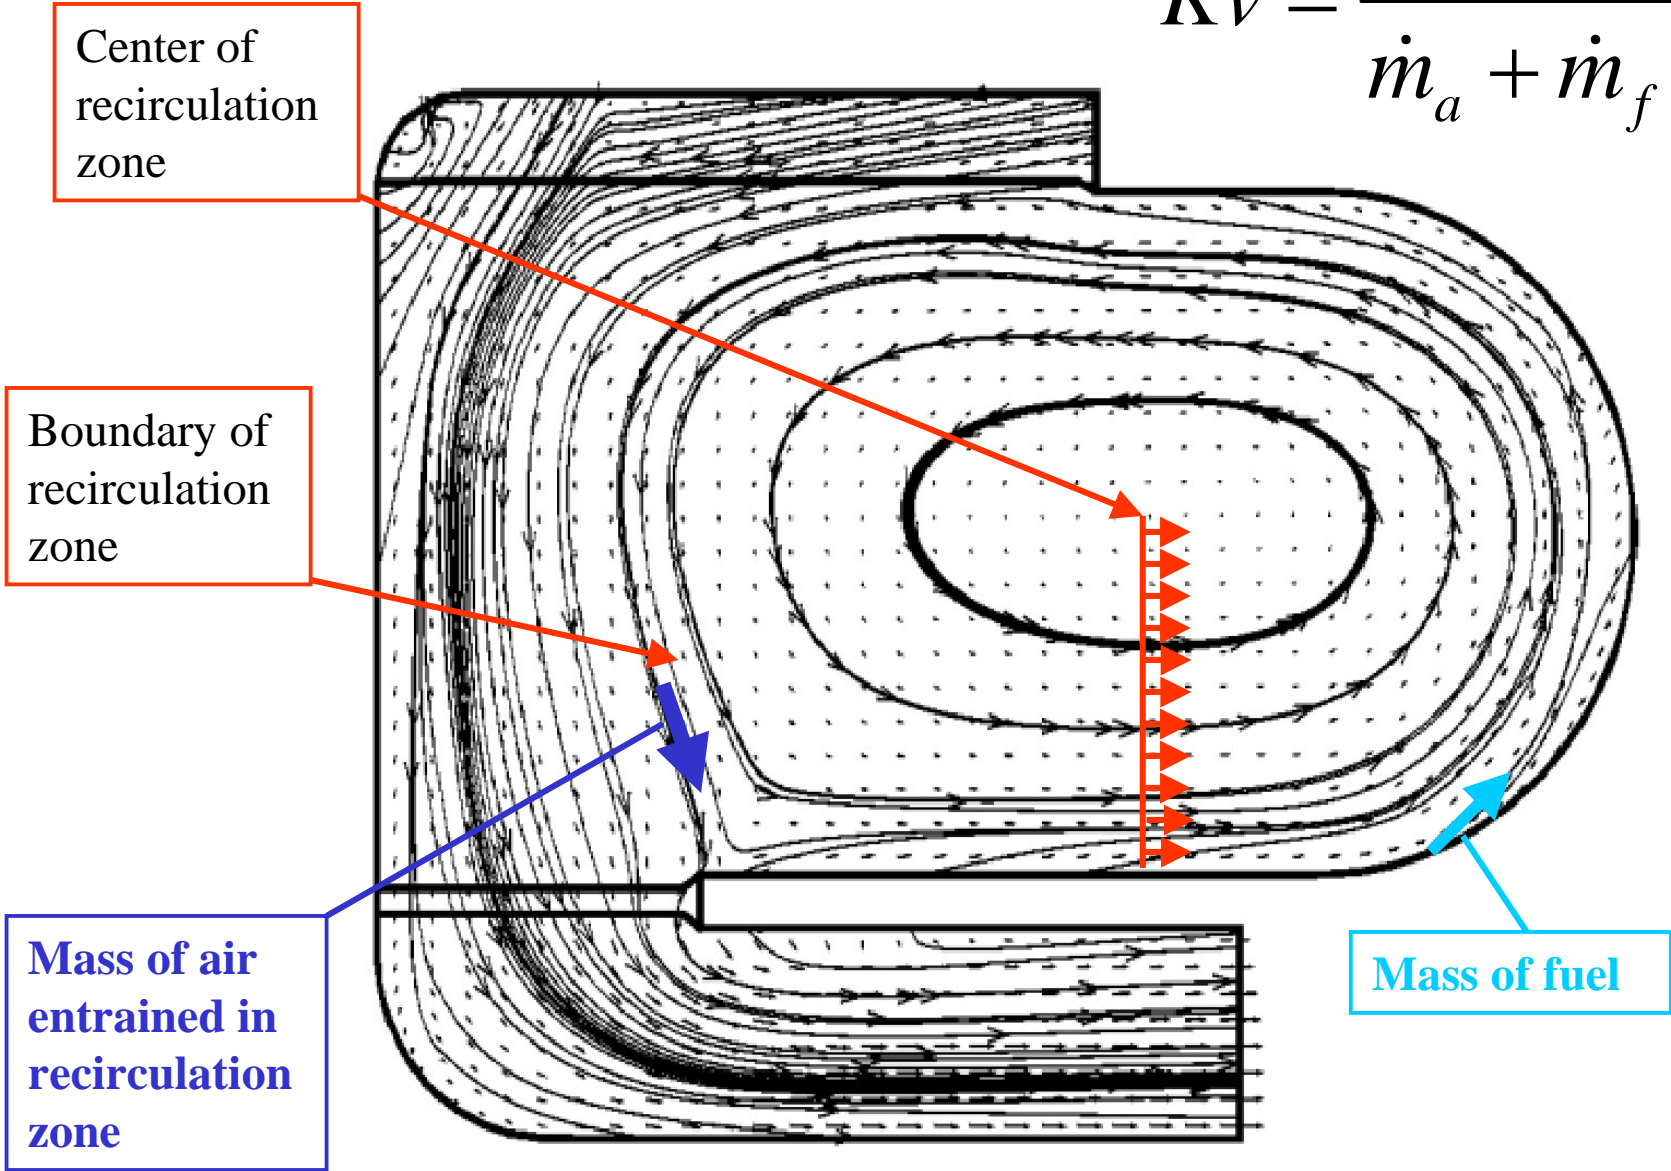 Center of
recirculation
zone
Kv =
ṁa + ṁf
Boundary of
recirculation
zone
Mass of air
entrained in
recirculation
zone
Mass of fuel